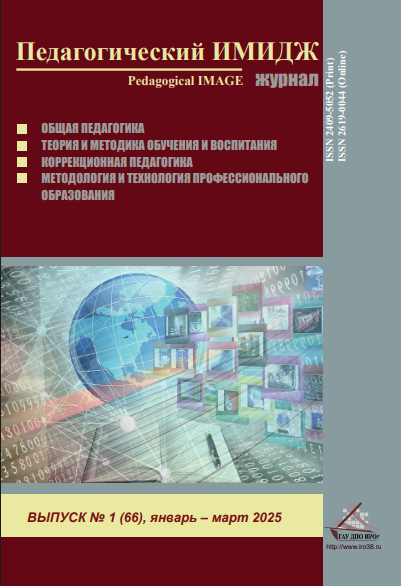 Педагогический ИМИДЖ
Pedagogical IMAGE журнал
ISSN 2409-5052 (Print)
ISSN 2619-0044 (Online)
ОБЩАЯ ПЕДАГОГИКА
ТЕОРИЯ И МЕТОДИКА ОБУЧЕНИЯ И ВОСПИТАНИЯ
КОРРЕКЦИОННАЯ ПЕДАГОГИКА
МЕТОДОЛОГИЯ И ТЕХНОЛОГИЯ ПРОФЕССИОНАЛЬНОГО
ОБРАЗОВАНИЯ
ВЫПУСК № 1 (66), январь – март 2025
ГАУ ДПО ИРО
http://www.iro38.ru